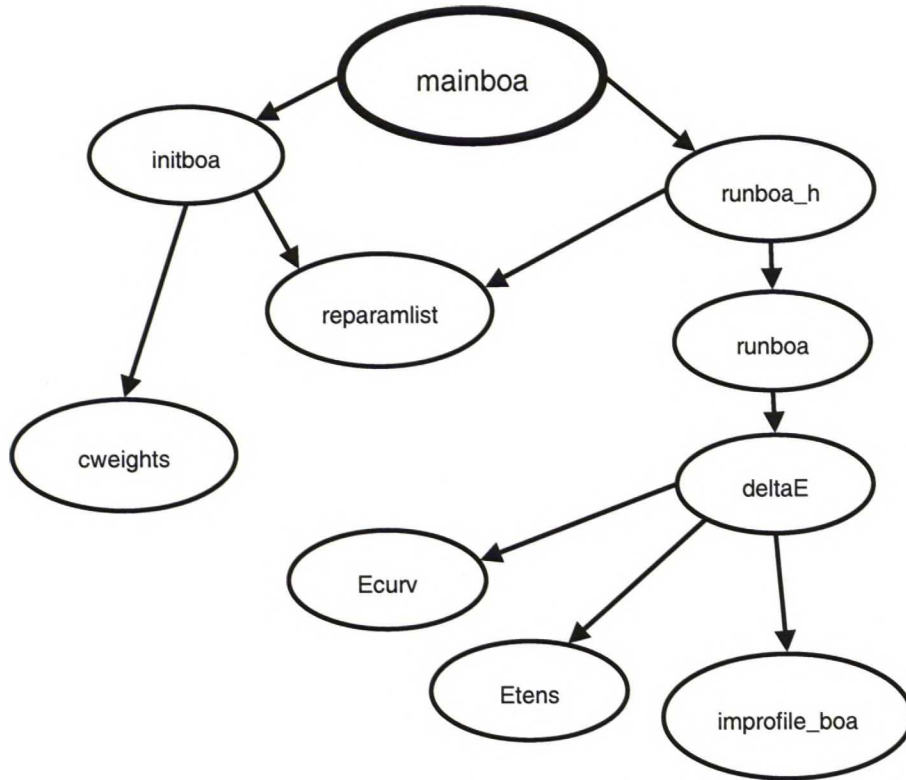 mainboa
initboa
runboa_h
reparamlist
runboa
cweights
deltaE
Ecurv
Etens
improfile_boa